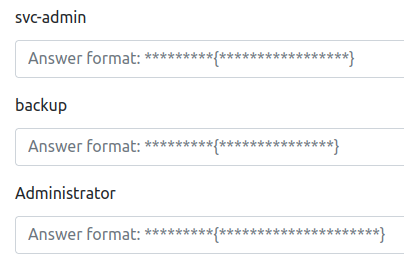 svc-admin
Answer format: *********{*****************}
backup
Answer format: *********{***************}
Administrator
Answer format: *********{*********************}